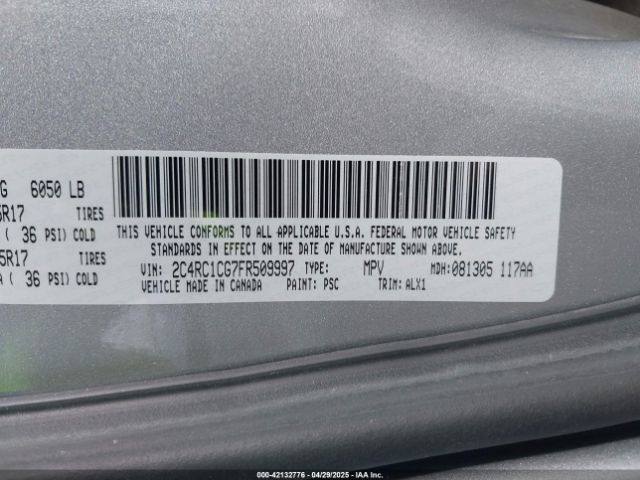 G 6050 LB
5R17 TIRES
( 36 PSI) COLD
5R17 TIRES
A ( 36 PSI) COLD
THIS VEHICLE CONFORMS TO ALL APPLICABLE U.S.A. FEDERAL MOTOR VEHICLE SAFETY
STANDARDS IN EFFECT ON THE DATE OF MANUFACTURE SHOWN ABOVE.
VIN: 2C4RC1CG7FR509997 TYPE: MPV MDH:081305 117AA
VEHICLE MADE IN CANADA PAINT: PSC TRIM: ALX1
000-42132776 - 04/29/2025 - IAA Inc.